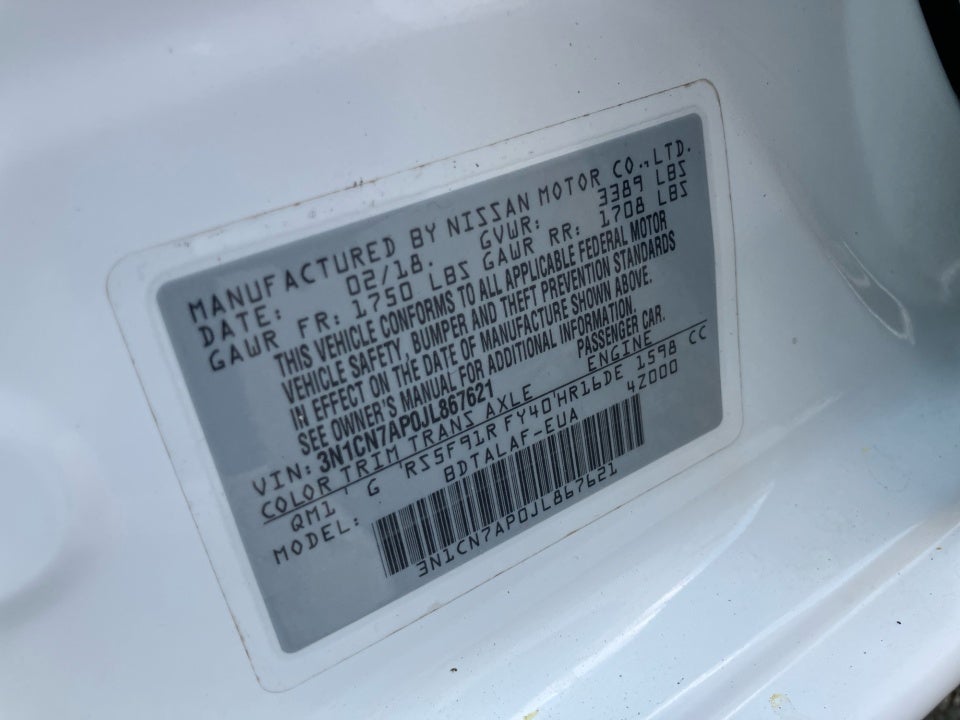 MANUFACTURED BY NISSAN MOTOR CO.,LTD.
DATE: 02/18. GVWR: 3389 LBS
GAWR FR: 1750 LBS GAWR RR: 1708 LBS
THIS VEHICLE CONFORMS TO ALL APPLICABLE FEDERAL MOTOR
VEHICLE SAFETY, BUMPER AND THEFT PREVENTION STANDARDS
IN EFFECT ON THE DATE OF MANUFACTURE SHOWN ABOVE.
SEE OWNER'S MANUAL FOR ADDITIONAL INFORMATION.
VIN: 3N1CN7AP0JL867621 PASSENGER CAR.
COLOR TRIM TRANS AXLE ENGINE
QM1 G RS5F91R FY40 HR16DE 1598 CC
MODEL: BDTALAF-EUA 42000
3N1CN7AP0JL867621